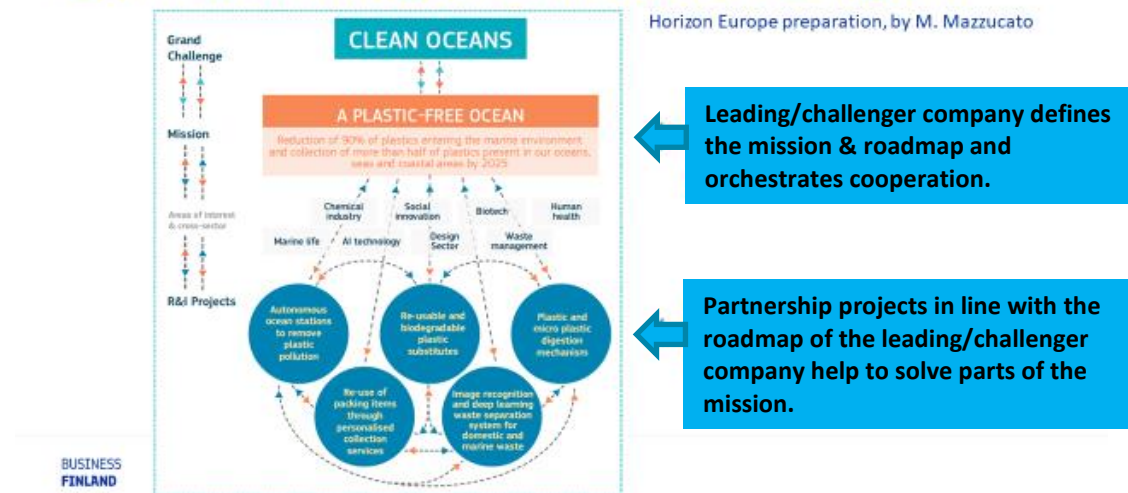 Horizon Europe preparation, by M. Mazzucato
Grand
Challenge
Mission
Areas of interest
& cross-sector
R&I Projects
CLEAN OCEANS
A PLASTIC-FREE OCEAN
Reduction of 90% of plastics entering the marine environment
and collection of more than half of plastics present in our oceans,
seas and coastal areas by 2025
Chemical
industry
Social
innovation
Biotech
Human
health
Marine life
AI technology
Design
Sector
Waste
management
Autonomous
ocean stations
to remove
plastic
pollution
Re-usable and
biodegradable
plastic
substitutes
Plastic and
micro plastic
digestion
mechanism
Re-use of
packing items
through
personalised
collection
services
Image recognition
and deep learning
waste separation
system for
domestic and
marine waste
Leading/challenger company defines
the mission & roadmap and
orchestrates cooperation.
Partnership projects in line with the
roadmap of the leading/challenger
company help to solve parts of the
mission.
BUSINESS
FINLAND